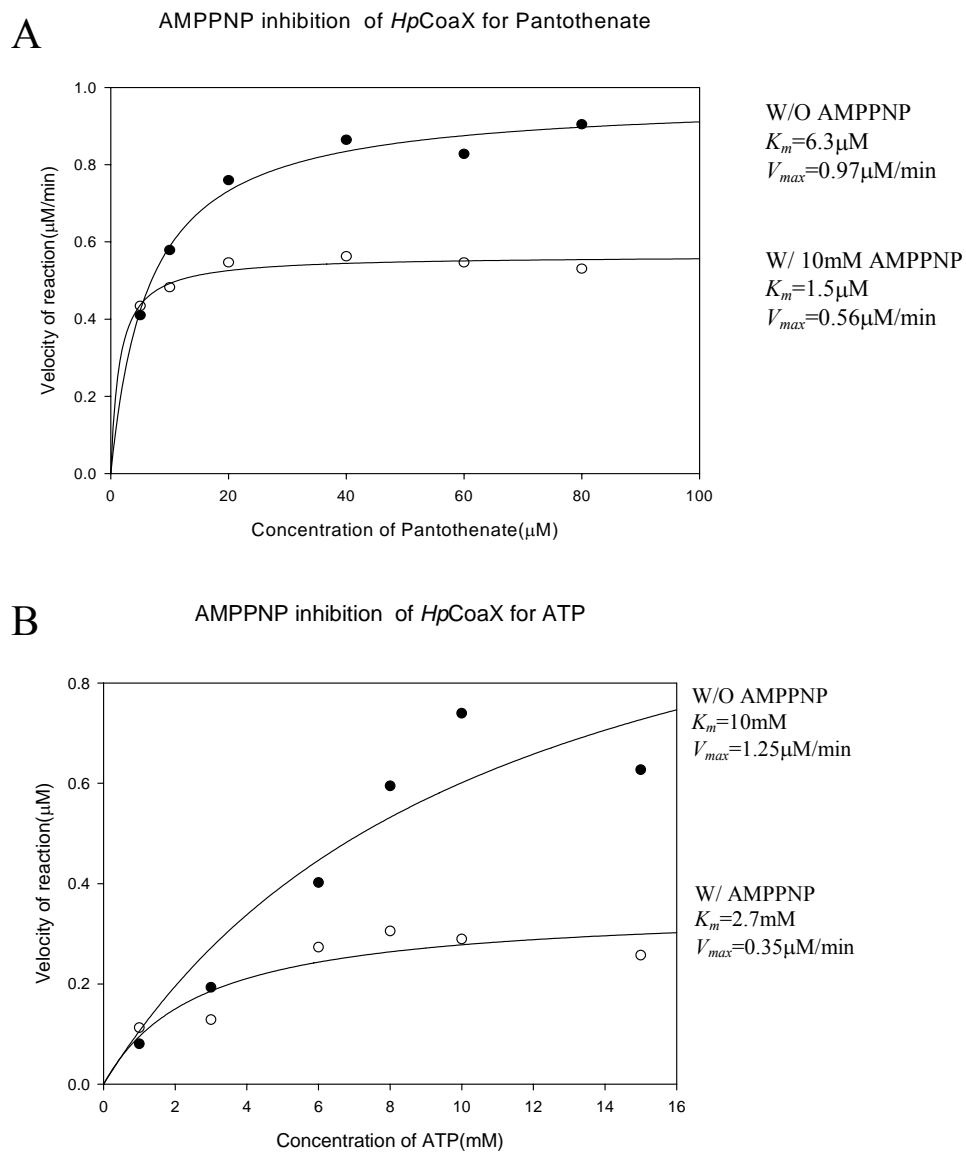 A
AMPPNP inhibition of HpCoaX for Pantothenate
Velocity of reaction(μM/min)
1.0
0.8
0.6
0.4
0.2
0.0
0 20 40 60 80 100
Concentration of Pantothenate(μM)
W/O AMPPNP
Km=6.3μM
Vmax=0.97μM/min
W/ 10mM AMPPNP
Km=1.5μM
Vmax=0.56μM/min
B
AMPPNP inhibition of HpCoaX for ATP
Velocity of reaction(μM)
0.8
0.6
0.4
0.2
0.0
0 2 4 6 8 10 12 14 16
Concentration of ATP(mM)
W/O AMPPNP
Km=10mM
Vmax=1.25μM/min
W/ AMPPNP
Km=2.7mM
Vmax=0.35μM/min